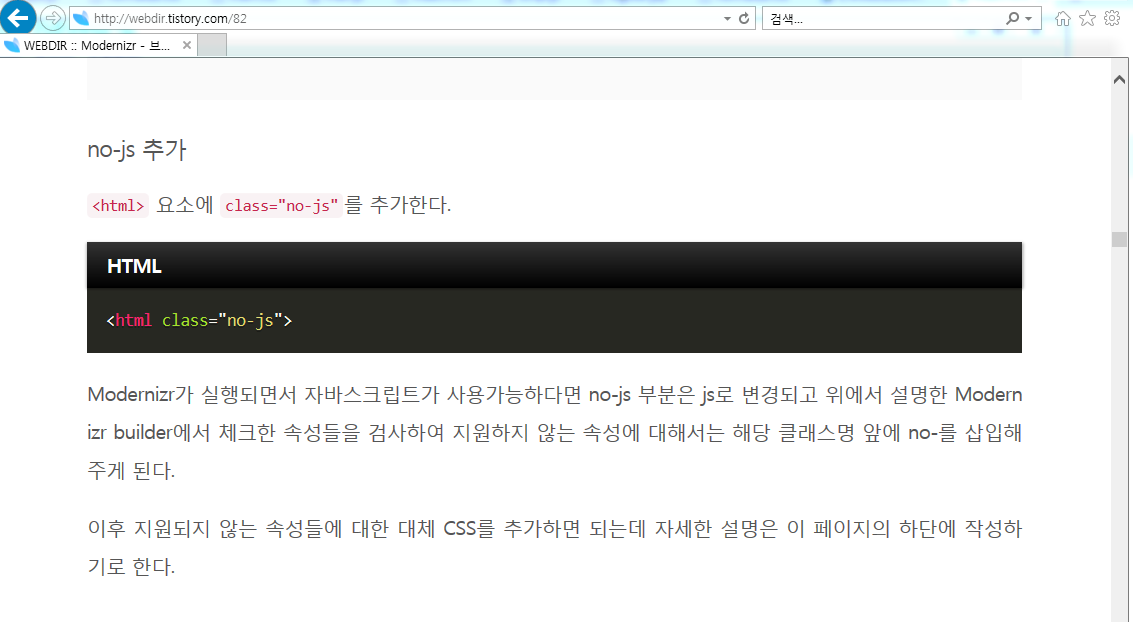 http://webdir.tistory.com/82
검색...
WEBDIR :: Modernizr - 브...
no-js 추가
<html> 요소에 class="no-js"를 추가한다.
HTML
<html class="no-js">
Modernizr가 실행되면서 자바스크립트가 사용가능하다면 no-js 부분은 js로 변경되고 위에서 설명한 Modern
izr builder에서 체크한 속성들을 검사하여 지원하지 않는 속성에 대해서는 해당 클래스명 앞에 no-를 삽입해
주게 된다.
이후 지원되지 않는 속성들에 대한 대체 CSS를 추가하면 되는데 자세한 설명은 이 페이지의 하단에 작성하
기로 한다.